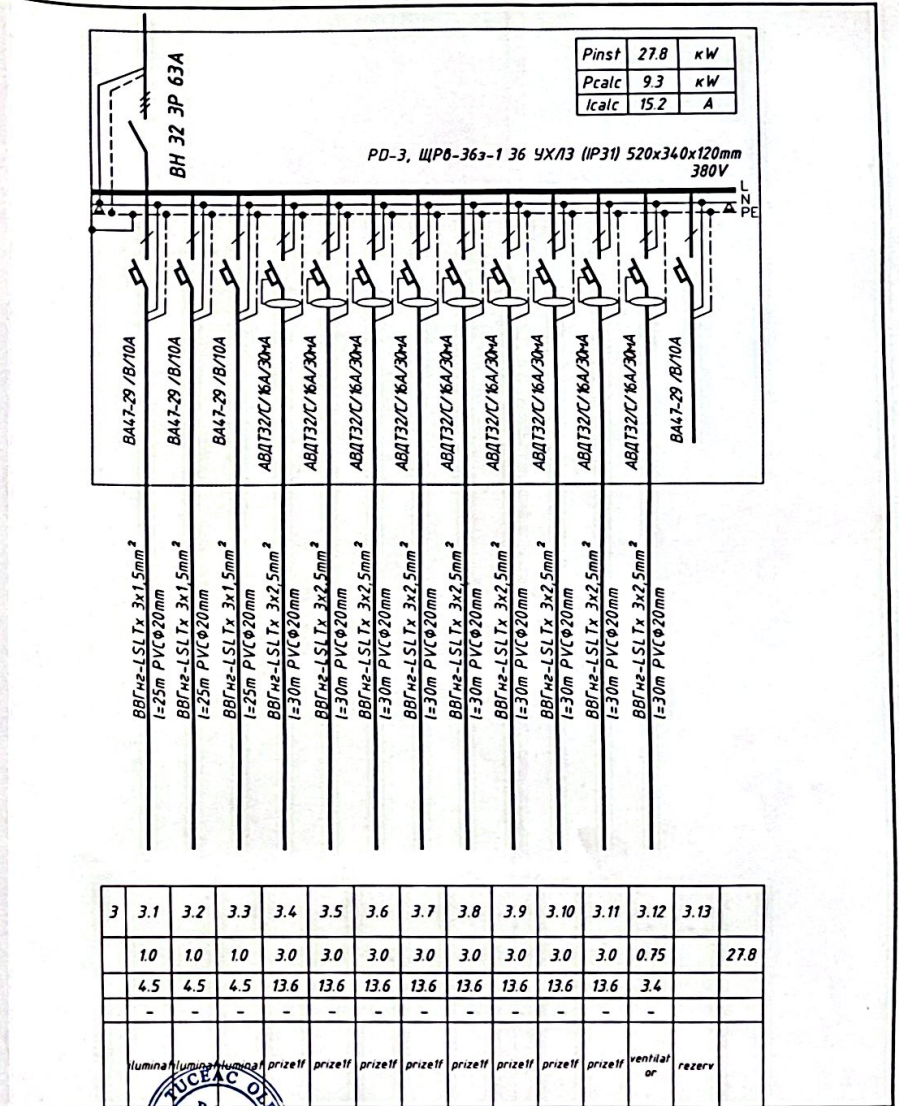 Pinst 27.8 кW
Pcalc 9.3 кW
Icalc 15.2 A
ВН 32 3Р 63А
PD-3, ЩРв-36з-1 36 УХЛ3 (IP31) 520x340x120mm
380V
L
N
PE
ВА47-29 /В/10А
ВА47-29 /В/10А
ВА47-29 /В/10А
АВДТ32/С/16А/30мА
АВДТ32/С/16А/30мА
АВДТ32/С/16А/30мА
АВДТ32/С/16А/30мА
АВДТ32/С/16А/30мА
АВДТ32/С/16А/30мА
АВДТ32/С/16А/30мА
АВДТ32/С/16А/30мА
АВДТ32/С/16А/30мА
ВА47-29 /В/10А
ВВГнг-LSLTx 3x1,5mm²
l=25m PVCΦ20mm
ВВГнг-LSLTx 3x1,5mm²
l=25m PVCΦ20mm
ВВГнг-LSLTx 3x1,5mm²
l=25m PVCΦ20mm
ВВГнг-LSLTx 3x2,5mm²
l=30m PVCΦ20mm
ВВГнг-LSLTx 3x2,5mm²
l=30m PVCΦ20mm
ВВГнг-LSLTx 3x2,5mm²
l=30m PVCΦ20mm
ВВГнг-LSLTx 3x2,5mm²
l=30m PVCΦ20mm
ВВГнг-LSLTx 3x2,5mm²
l=30m PVCΦ20mm
ВВГнг-LSLTx 3x2,5mm²
l=30m PVCΦ20mm
ВВГнг-LSLTx 3x2,5mm²
l=30m PVCΦ20mm
ВВГнг-LSLTx 3x2,5mm²
l=30m PVCΦ20mm
ВВГнг-LSLTx 3x2,5mm²
l=30m PVCΦ20mm
3 3.1 3.2 3.3 3.4 3.5 3.6 3.7 3.8 3.9 3.10 3.11 3.12 3.13
1.0 1.0 1.0 3.0 3.0 3.0 3.0 3.0 3.0 3.0 3.0 0.75 27.8
4.5 4.5 4.5 13.6 13.6 13.6 13.6 13.6 13.6 13.6 13.6 3.4
- - - - - - - - - - - -
iluminat iluminat iluminat prize1f prize1f prize1f prize1f prize1f prize1f prize1f prize1f ventilat rezerv
or
TUCEAC